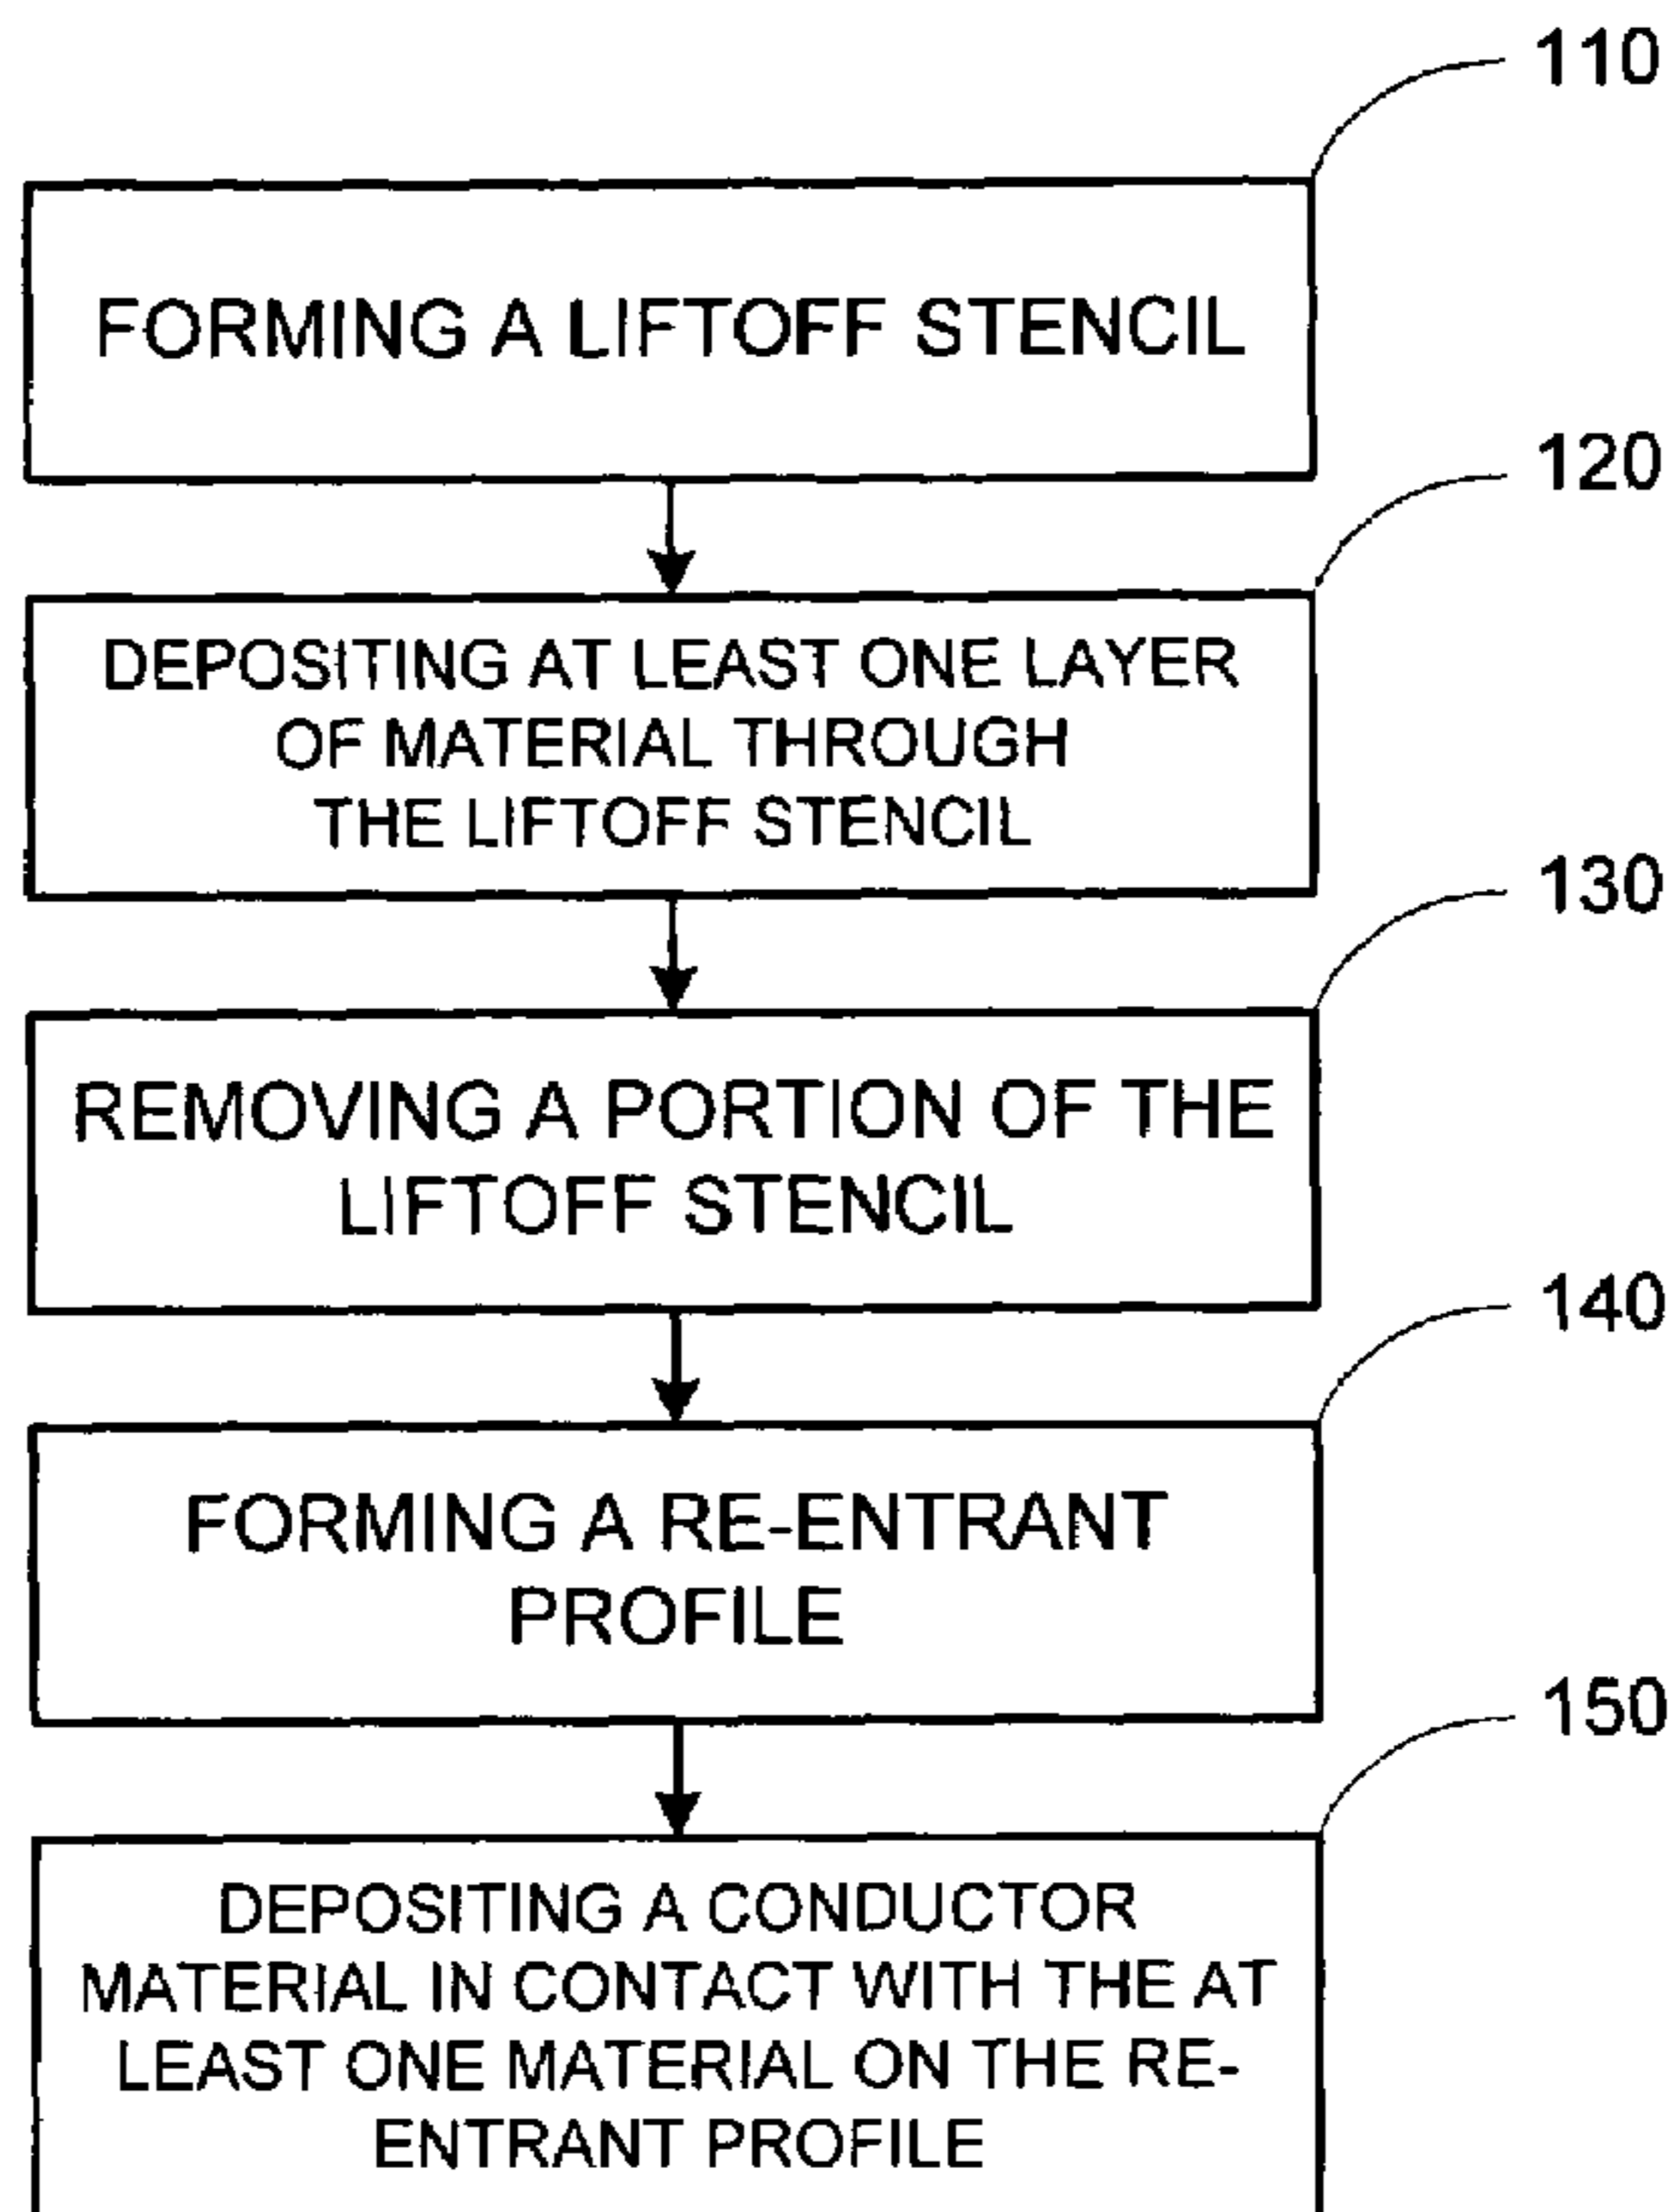 110
FORMING A LIFTOFF STENCIL
120
DEPOSITING AT LEAST ONE LAYER
OF MATERIAL THROUGH
THE LIFTOFF STENCIL
130
REMOVING A PORTION OF THE
LIFTOFF STENCIL
140
FORMING A RE-ENTRANT
PROFILE
150
DEPOSITING A CONDUCTOR
MATERIAL IN CONTACT WITH THE AT
LEAST ONE MATERIAL ON THE RE-
ENTRANT PROFILE